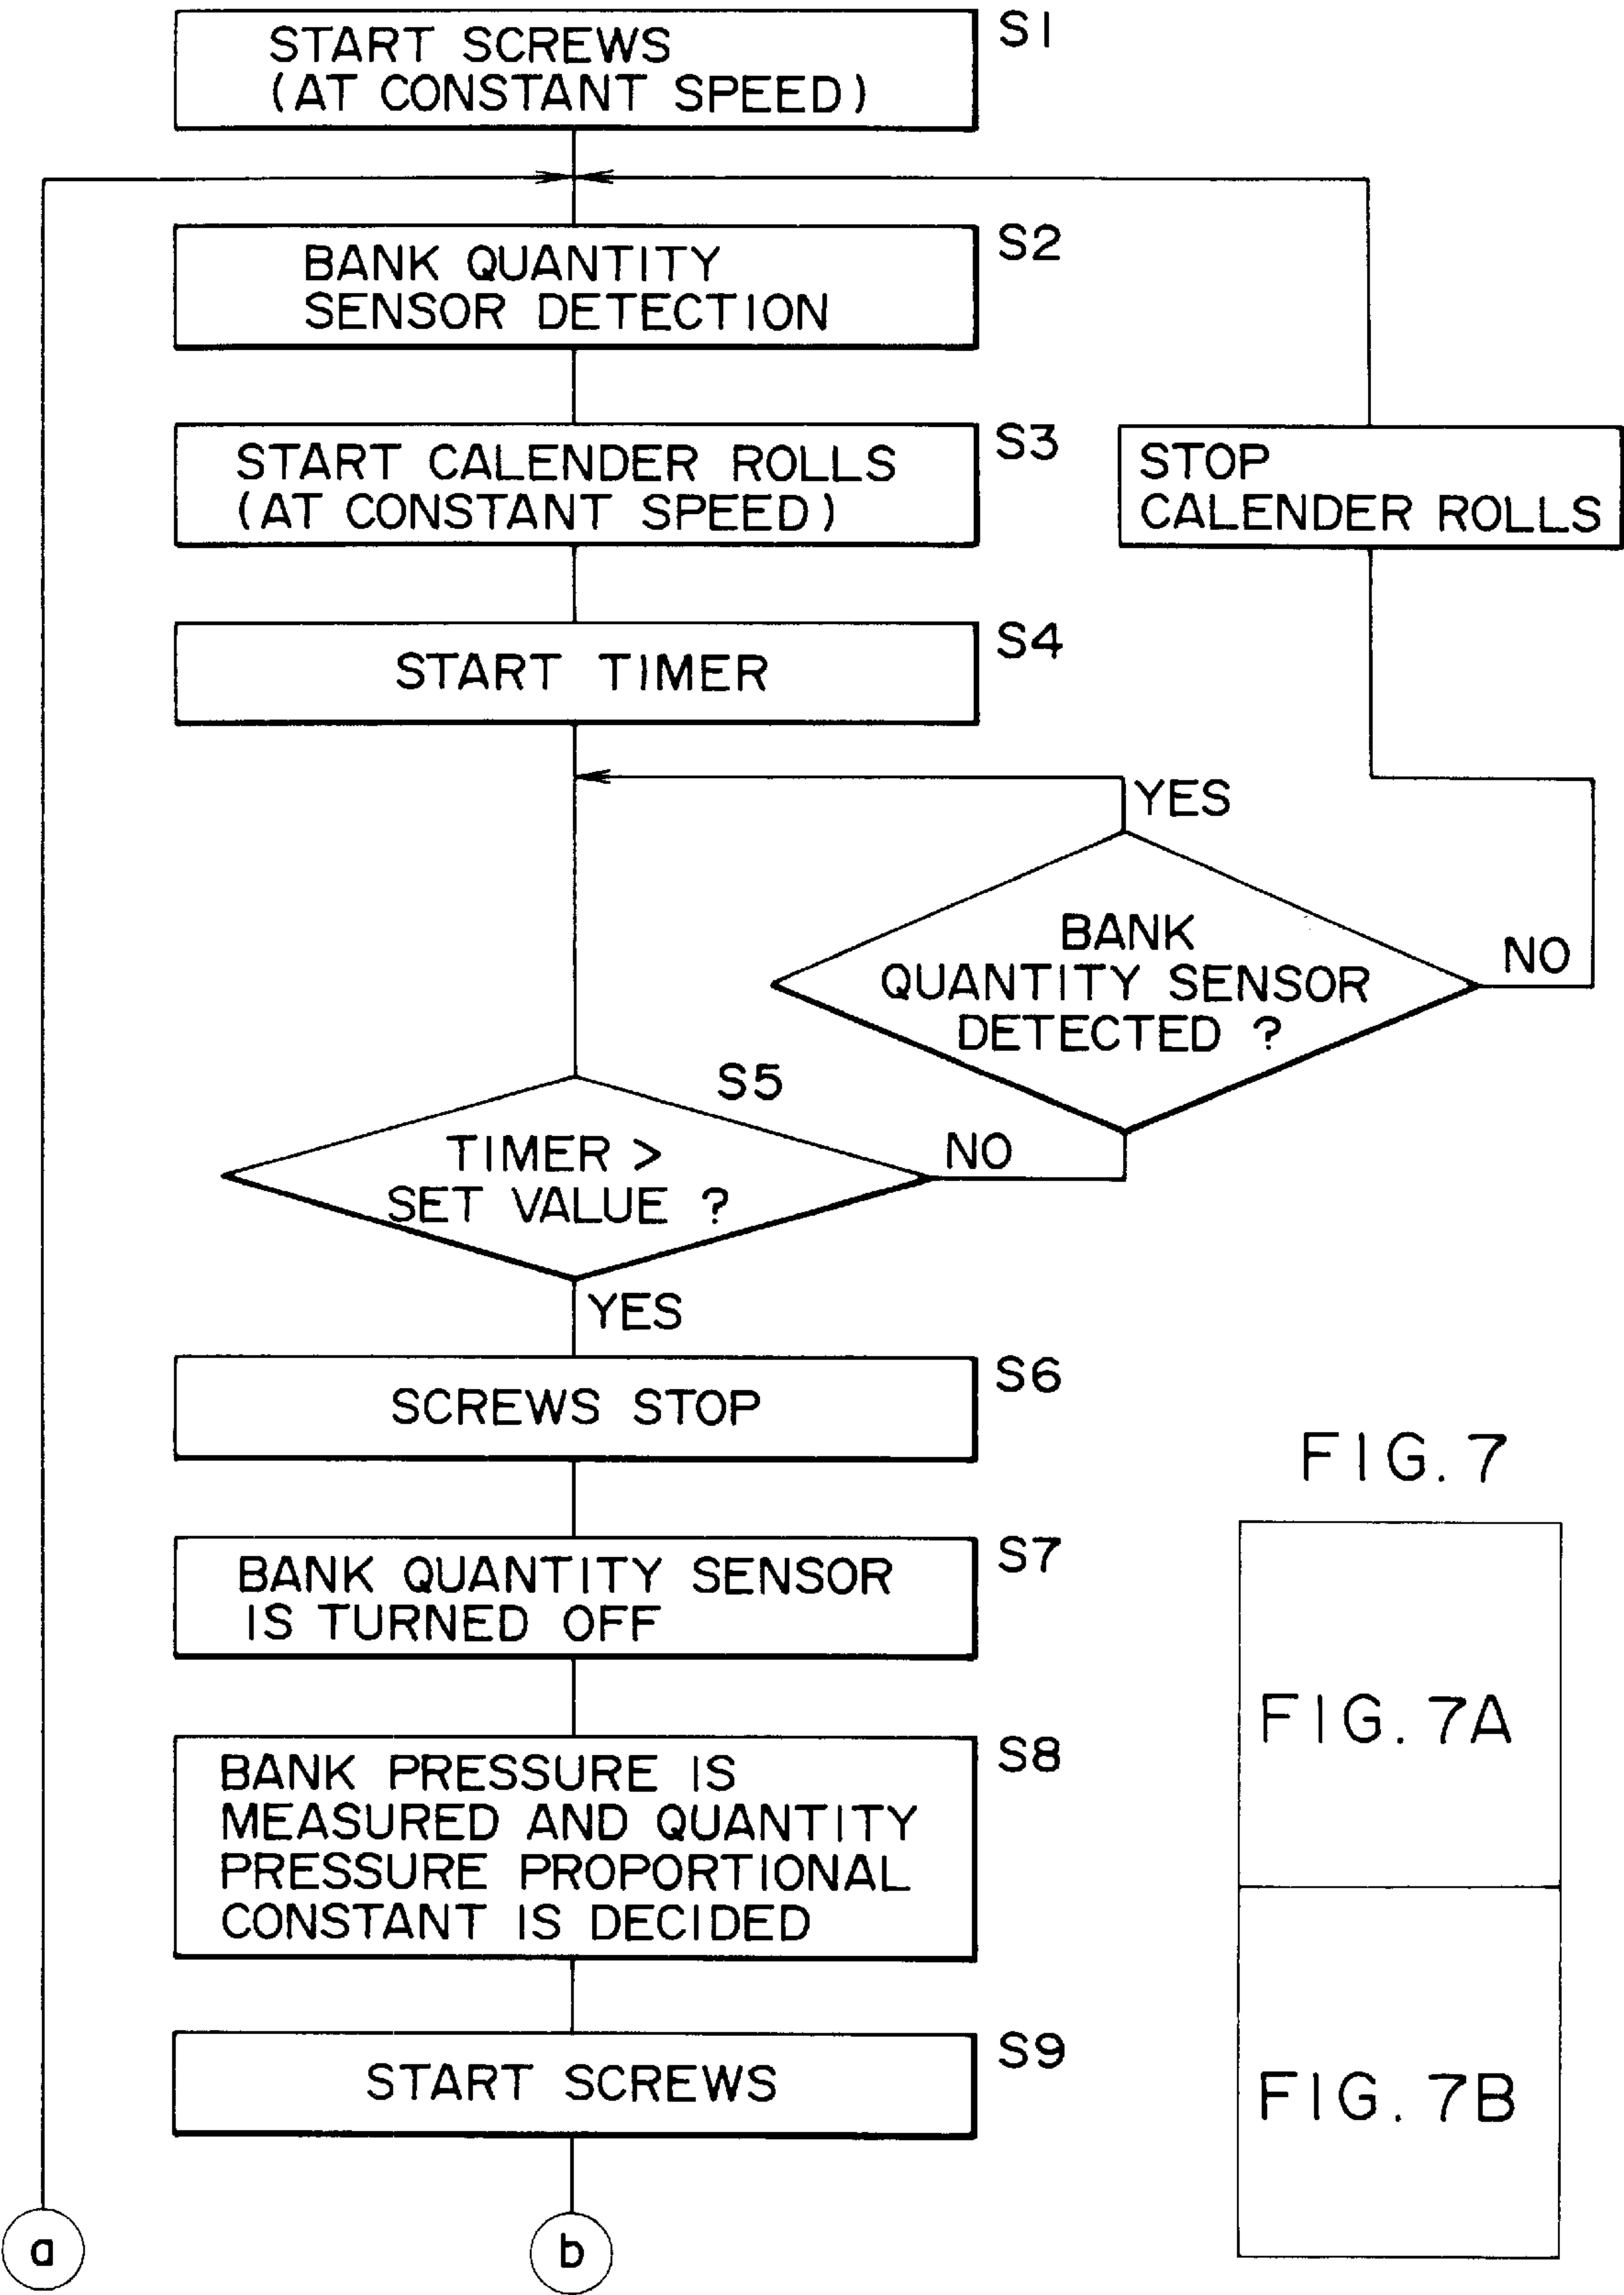 START SCREWS
(AT CONSTANT SPEED)
S1
BANK QUANTITY
SENSOR DETECTION
S2
START CALENDER ROLLS
(AT CONSTANT SPEED)
S3
STOP
CALENDER ROLLS
START TIMER
S4
YES
BANK
QUANTITY SENSOR
DETECTED ?
NO
S5
TIMER >
SET VALUE ?
NO
YES
SCREWS STOP
S6
BANK QUANTITY SENSOR
IS TURNED OFF
S7
BANK PRESSURE IS
MEASURED AND QUANTITY
PRESSURE PROPORTIONAL
CONSTANT IS DECIDED
S8
START SCREWS
S9
a
b
FIG. 7
FIG. 7A
FIG. 7B